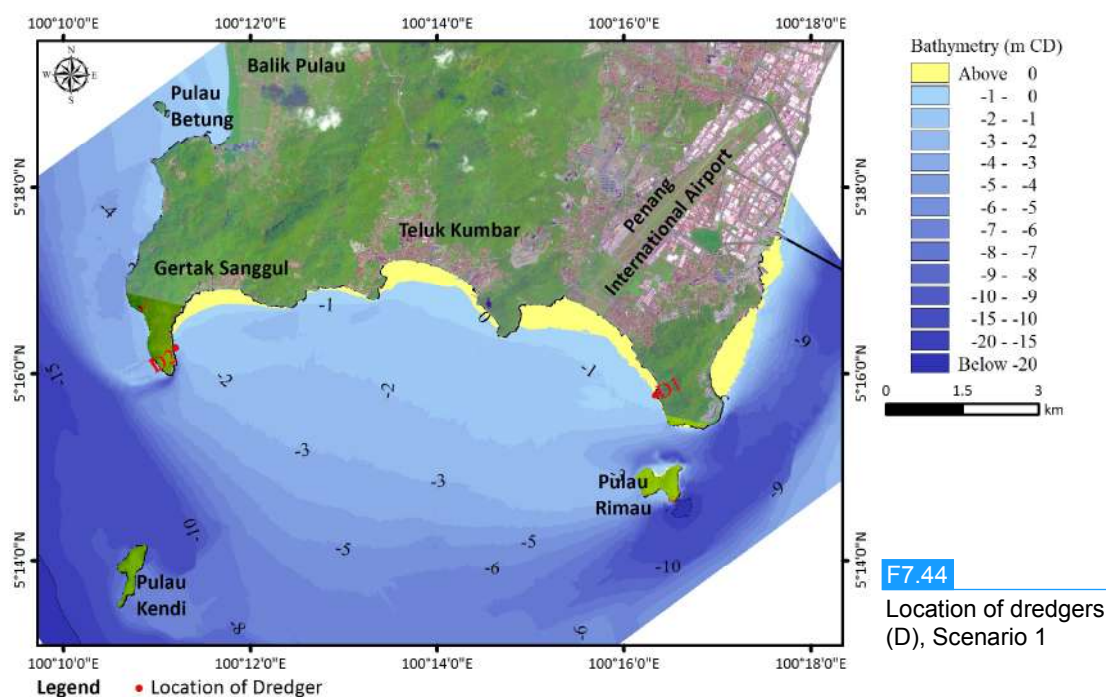 100°10'0"E 100°12'0"E 100°14'0"E 100°16'0"E 100°18'0"E
N
W E
S
Balik Pulau
Pulau
Betung
Penang
International Airport
Teluk Kumbar
Gertak Sanggul
5°18'0"N 5°18'0"N
5°16'0"N 5°16'0"N
5°14'0"N 5°14'0"N
-4
2
-1
0
-1
-9
D2
D1
-15
-2
-2
-3
-3
-3
-9
Pulau
Rimau
-10
-5
-5
-6
-10
Pulau
Kendi
-8
-9
100°10'0"E 100°12'0"E 100°14'0"E 100°16'0"E 100°18'0"E
Legend • Location of Dredger
Bathymetry (m CD)
Above 0
-1 - 0
-2 - -1
-3 - -2
-4 - -3
-5 - -4
-6 - -5
-7 - -6
-8 - -7
-9 - -8
-10 - -9
-15 - -10
-20 - -15
Below -20
0 1.5 3
km
F7.44
Location of dredgers
(D), Scenario 1